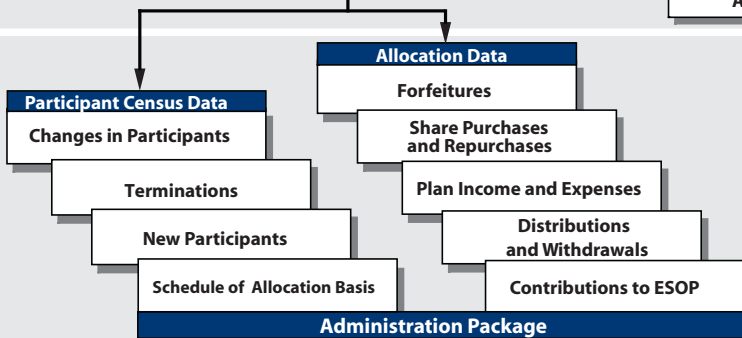 A
Allocation Data
Forfeitures
Share Purchases
and Repurchases
Plan Income and Expenses
Distributions
and Withdrawals
Contributions to ESOP
Participant Census Data
Changes in Participants
Terminations
New Participants
Schedule of Allocation Basis
Administration Package